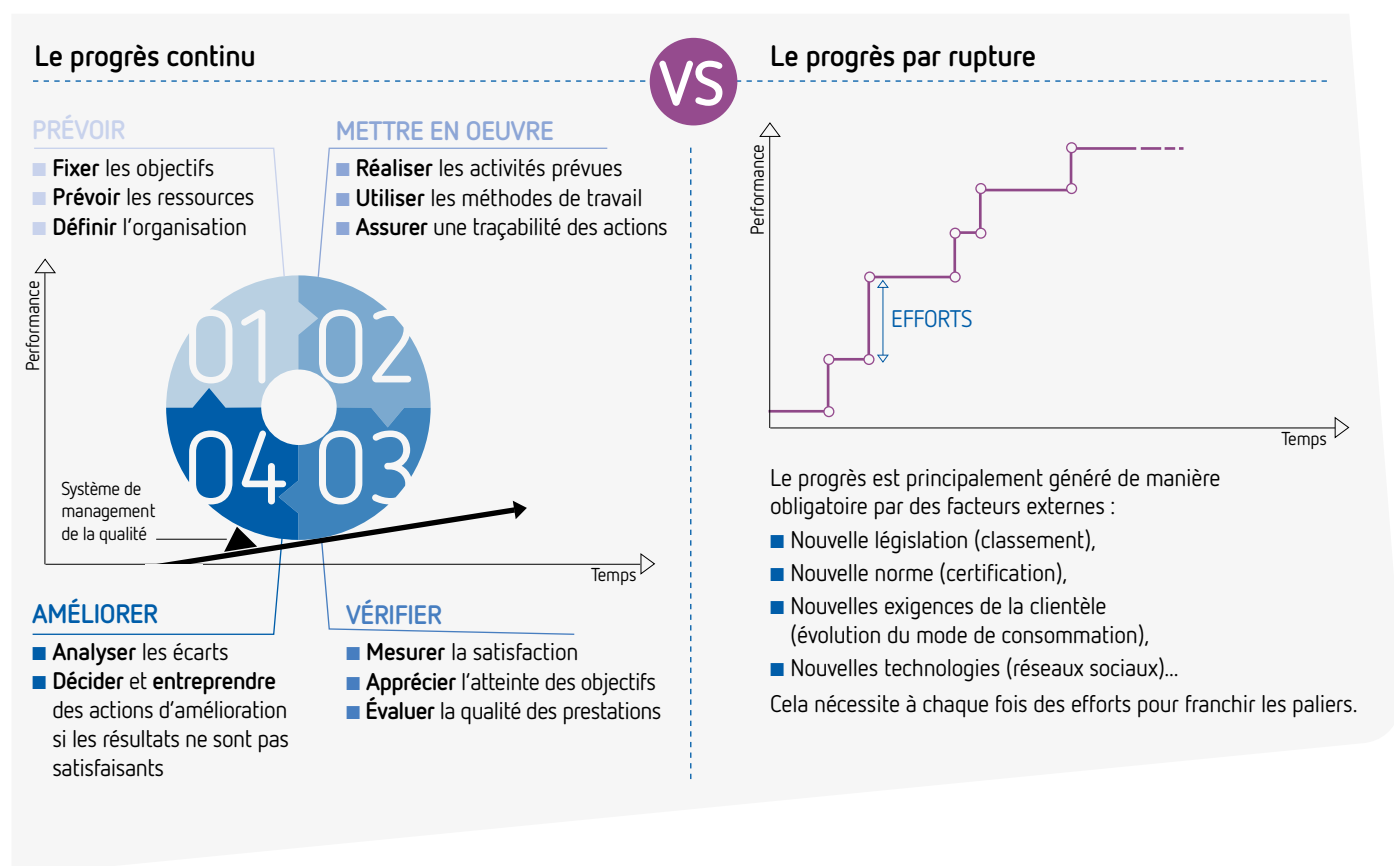 Le progrès continu
VS
Le progrès par rupture
PRÉVOIR
Fixer les objectifs
Prévoir les ressources
Définir l'organisation
METTRE EN OEUVRE
Réaliser les activités prévues
Utiliser les méthodes de travail
Assurer une traçabilité des actions
Performance
01
02
03
04
Système de
management
de la qualité
Temps
AMÉLIORER
Analyser les écarts
Décider et entreprendre
des actions d'amélioration
si les résultats ne sont pas
satisfaisants
VÉRIFIER
Mesurer la satisfaction
Apprécier l'atteinte des objectifs
Évaluer la qualité des prestations
Performance
EFFORTS
Temps
Le progrès est principalement généré de manière
obligatoire par des facteurs externes :
Nouvelle législation (classement),
Nouvelle norme (certification),
Nouvelles exigences de la clientèle
(évolution du mode de consommation),
Nouvelles technologies (réseaux sociaux)...
Cela nécessite à chaque fois des efforts pour franchir les paliers.